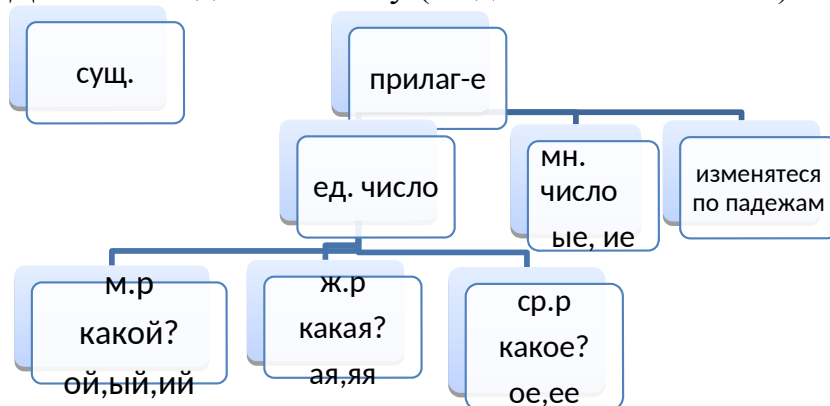 сущ.
прилаг-е
ед. число
мн.
число
ые, ие
изменятеся
по падежам
м.р
какой?
ой,ый,ий
ж.р
какая?
ая,яя
ср.р
какое?
ое,ее